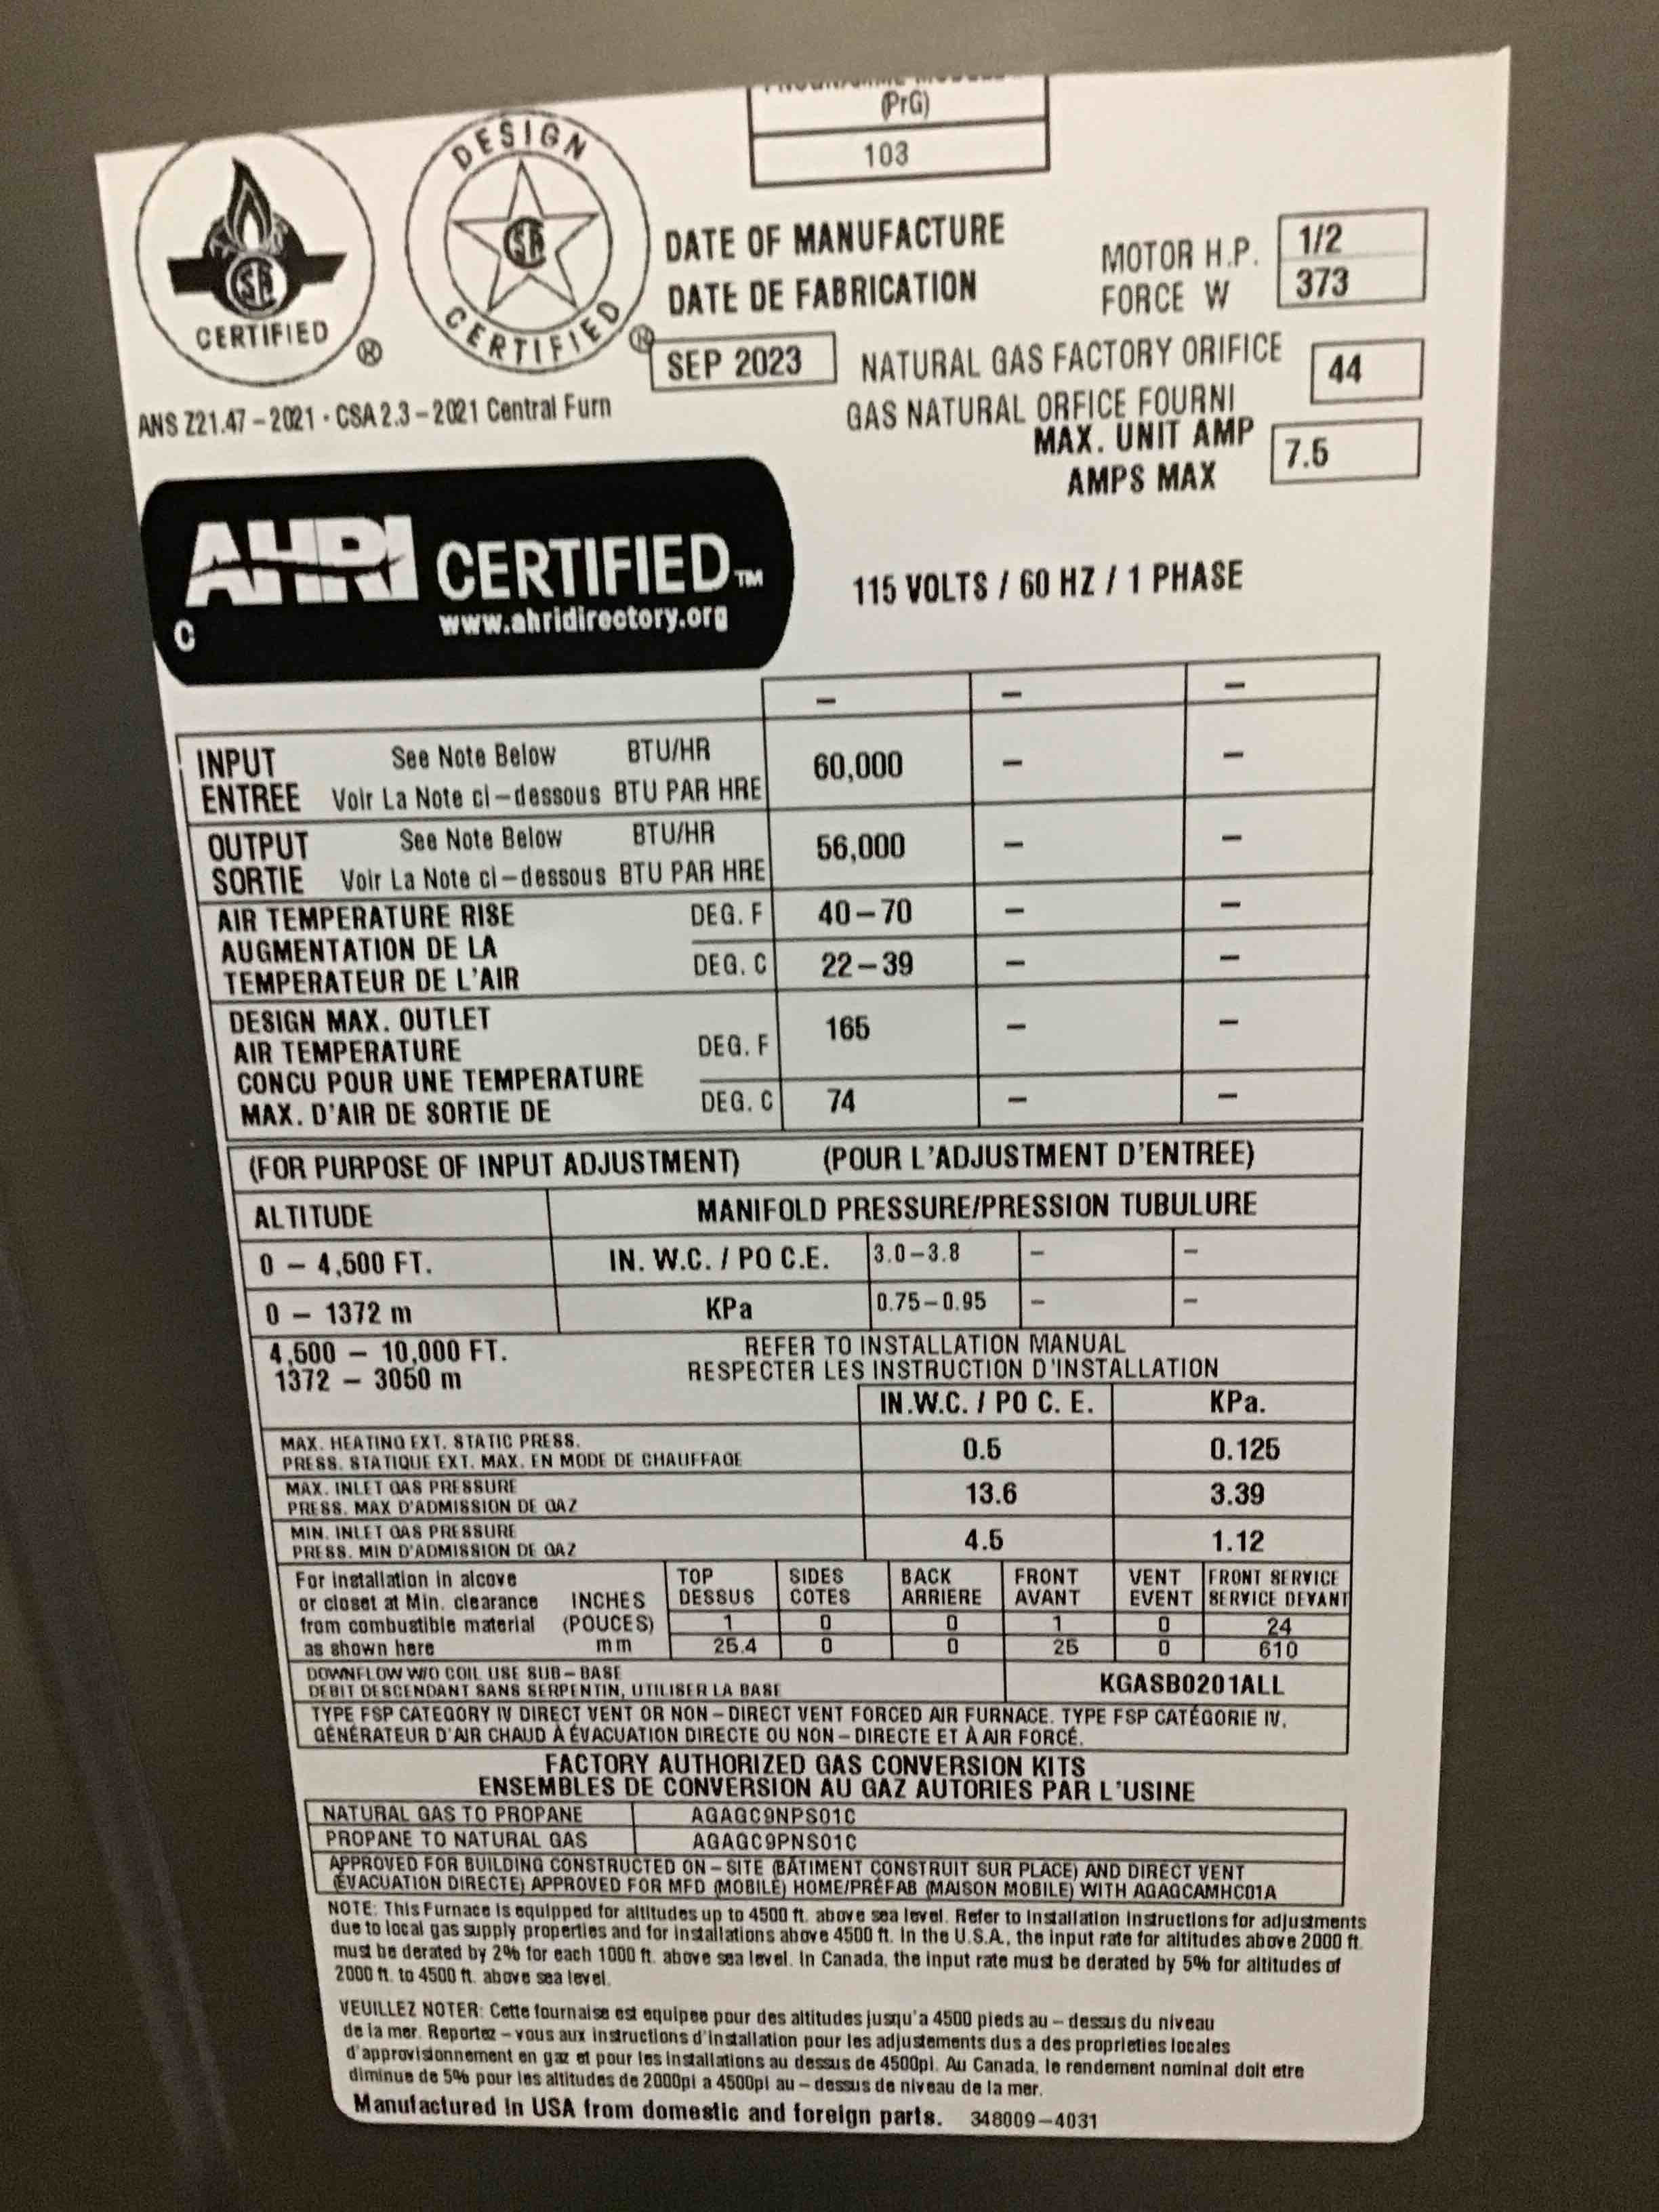 (PrG)
103
CSA
CERTIFIED
®
DESIGN
CSA
CERTIFIED
®
DATE OF MANUFACTURE
DATE DE FABRICATION
SEP 2023
MOTOR H.P. 1/2
FORCE W 373
NATURAL GAS FACTORY ORIFICE 44
GAS NATURAL ORFICE FOURNI
MAX. UNIT AMP 7.5
AMPS MAX
ANS Z21.47-2021 · CSA 2.3-2021 Central Furn
AHRI CERTIFIED™
www.ahridirectory.org
C
115 VOLTS / 60 HZ / 1 PHASE
– – –
INPUT See Note Below BTU/HR 60,000 – –
ENTREE Voir La Note ci-dessous BTU PAR HRE
OUTPUT See Note Below BTU/HR 56,000 – –
SORTIE Voir La Note ci-dessous BTU PAR HRE
AIR TEMPERATURE RISE DEG. F 40-70 – –
AUGMENTATION DE LA
TEMPERATEUR DE L'AIR DEG. C 22-39 – –
DESIGN MAX. OUTLET
AIR TEMPERATURE DEG. F 165 – –
CONCU POUR UNE TEMPERATURE
MAX. D'AIR DE SORTIE DE DEG. C 74 – –
(FOR PURPOSE OF INPUT ADJUSTMENT) (POUR L'ADJUSTMENT D'ENTREE)
ALTITUDE MANIFOLD PRESSURE/PRESSION TUBULURE
0 – 4,500 FT. IN. W.C. / PO C.E. 3.0-3.8 – –
0 – 1372 m KPa 0.75-0.95 – –
4,500 – 10,000 FT. REFER TO INSTALLATION MANUAL
1372 – 3050 m RESPECTER LES INSTRUCTION D'INSTALLATION
IN.W.C. / PO C. E. KPa.
MAX. HEATING EXT. STATIC PRESS. 0.5 0.125
PRESS. STATIQUE EXT. MAX. EN MODE DE CHAUFFAGE
MAX. INLET GAS PRESSURE 13.6 3.39
PRESS. MAX D'ADMISSION DE GAZ
MIN. INLET GAS PRESSURE 4.5 1.12
PRESS. MIN D'ADMISSION DE GAZ
For installation in alcove TOP SIDES BACK FRONT VENT FRONT SERVICE
or closet at Min. clearance INCHES DESSUS COTES ARRIERE AVANT EVENT SERVICE DEVANT
from combustible material (POUCES) 1 0 0 1 0 24
as shown here mm 25.4 0 0 25 0 610
DOWNFLOW W/O COIL USE SUB-BASE KGASB0201ALL
DEBIT DESCENDANT SANS SERPENTIN, UTILISER LA BASE
TYPE FSP CATEGORY IV DIRECT VENT OR NON-DIRECT VENT FORCED AIR FURNACE. TYPE FSP CATÉGORIE IV,
GÉNÉRATEUR D'AIR CHAUD À ÉVACUATION DIRECTE OU NON-DIRECTE ET À AIR FORCÉ.
FACTORY AUTHORIZED GAS CONVERSION KITS
ENSEMBLES DE CONVERSION AU GAZ AUTORIES PAR L'USINE
NATURAL GAS TO PROPANE AGAGC9NPS01C
PROPANE TO NATURAL GAS AGAGC9PNS01C
APPROVED FOR BUILDING CONSTRUCTED ON-SITE (BÂTIMENT CONSTRUIT SUR PLACE) AND DIRECT VENT
(ÉVACUATION DIRECTE) APPROVED FOR MFD (MOBILE) HOME/PRÉFAB (MAISON MOBILE) WITH AGAGCAMHC01A
NOTE: This Furnace is equipped for altitudes up to 4500 ft. above sea level. Refer to Installation Instructions for adjustments
due to local gas supply properties and for installations above 4500 ft. In the U.S.A., the input rate for altitudes above 2000 ft.
must be derated by 2% for each 1000 ft. above sea level. In Canada, the input rate must be derated by 5% for altitudes of
2000 ft. to 4500 ft. above sea level.
VEUILLEZ NOTER: Cette fournaise est equipee pour des altitudes jusqu'a 4500 pieds au-dessus du niveau
de la mer. Reportez-vous aux instructions d'installation pour les adjustements dus a des proprieties locales
d'approvisionnement en gaz et pour les installations au dessus de 4500pi. Au Canada, le rendement nominal doit etre
diminue de 5% pour les altitudes de 2000pi a 4500pi au-dessus de niveau de la mer.
Manufactured In USA from domestic and foreign parts. 348009-4031